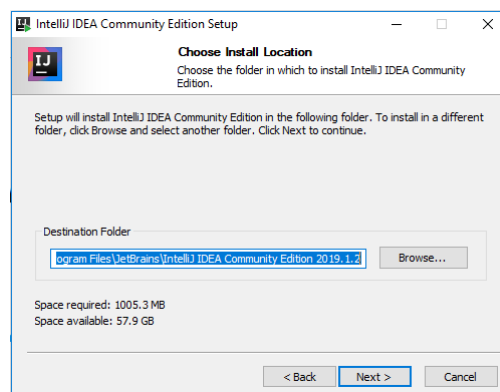 IntelliJ IDEA Community Edition Setup
IJ
Choose Install Location
Choose the folder in which to install IntelliJ IDEA Community
Edition.
Setup will install IntelliJ IDEA Community Edition in the following folder. To install in a different
folder, click Browse and select another folder. Click Next to continue.
Destination Folder
ogram Files\JetBrains\IntelliJ IDEA Community Edition 2019.1.2
Browse...
Space required: 1005.3 MB
Space available: 57.9 GB
< Back
Next >
Cancel